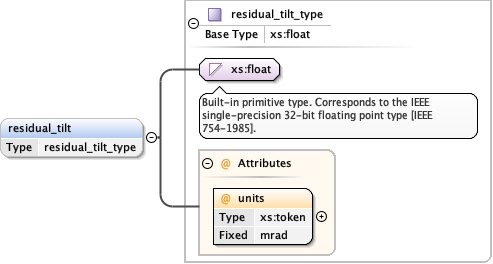 residual_tilt_type
Base Type xs:float
xs:float
Built-in primitive type. Corresponds to the IEEE
single-precision 32-bit floating point type [IEEE
754-1985].
residual_tilt
Type residual_tilt_type
@ Attributes
@ units
Type xs:token
Fixed mrad